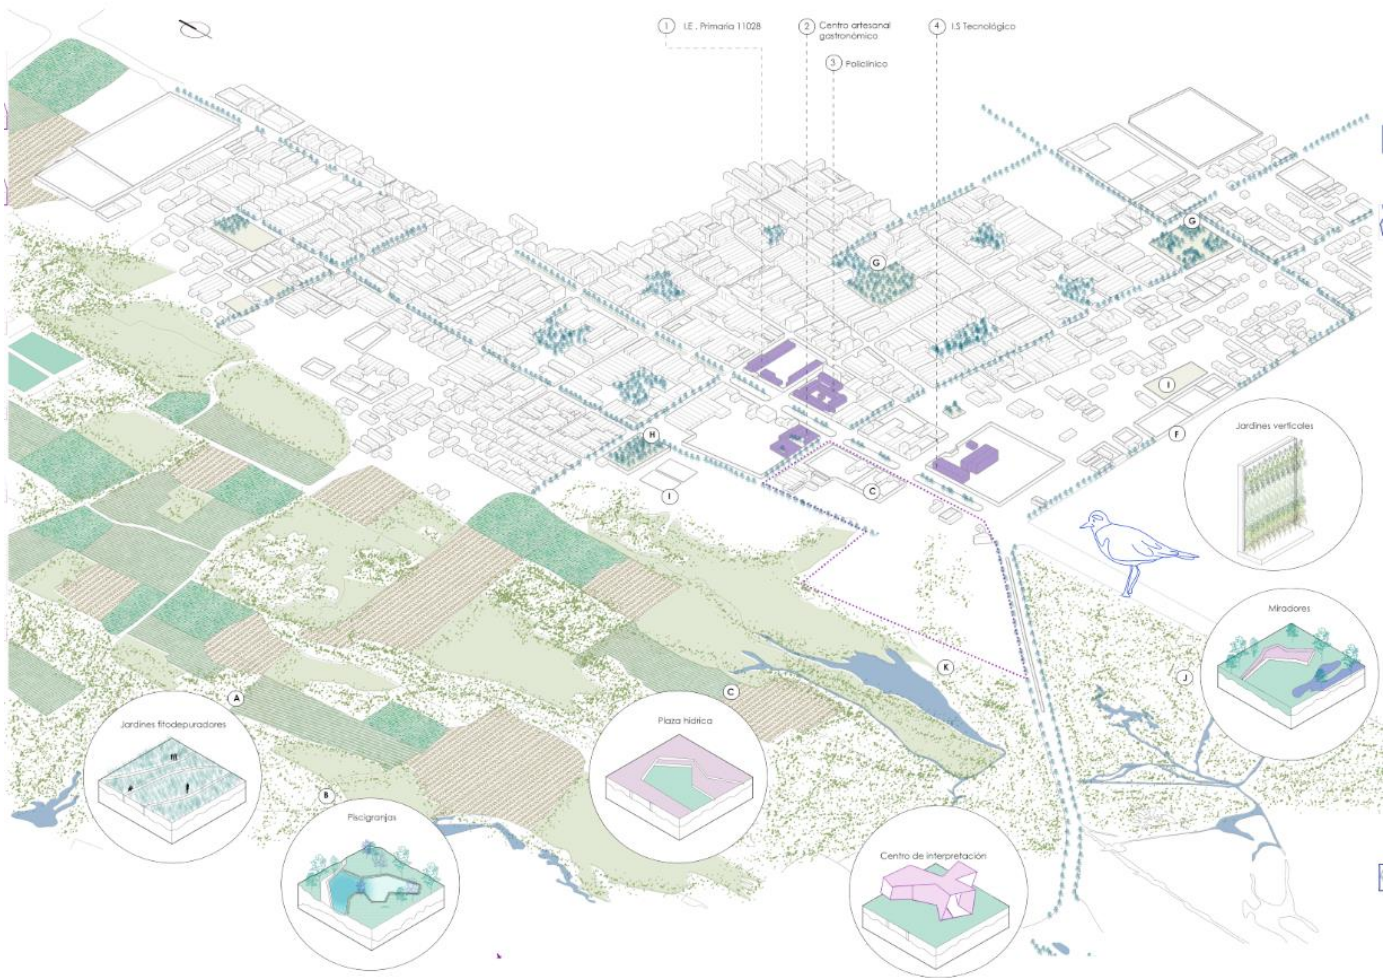 1 I.E. Primaria 11028
2 Centro artesanal
gastronómico
3 Policlínico
4 I.S Tecnológico
G
G
I
H
F
Jardines verticales
I
C
Miradores
K
J
A
C
Jardines fitodepuradores
Plaza hídrica
B
Piscigranjas
Centro de interpretación